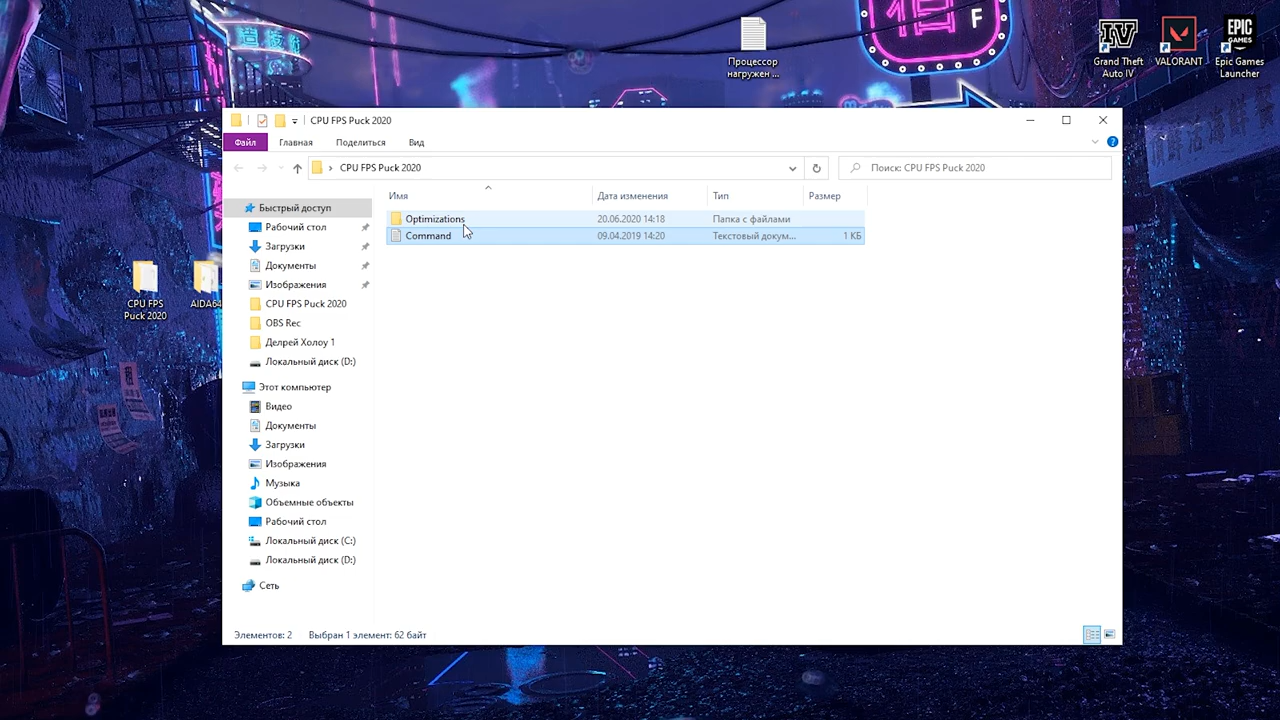 F
Процессор
нагружен ...
Grand Theft
Auto IV
VALORANT
EPIC
GAMES
Epic Games
Launcher
CPU FPS
Puck 2020
AIDA64
CPU FPS Puck 2020
Файл
Главная
Поделиться
Вид
CPU FPS Puck 2020
Поиск: CPU FPS Puck 2020
Имя
Дата изменения
Тип
Размер
Optimizations
20.06.2020 14:18
Папка с файлами
Command
09.04.2019 14:20
Текстовый докум...
1 КБ
Быстрый доступ
Рабочий стол
Загрузки
Документы
Изображения
CPU FPS Puck 2020
OBS Rec
Делрей Холоу 1
Локальный диск (D:)
Этот компьютер
Видео
Документы
Загрузки
Изображения
Музыка
Объемные объекты
Рабочий стол
Локальный диск (C:)
Локальный диск (D:)
Сеть
Элементов: 2
Выбран 1 элемент: 62 байт